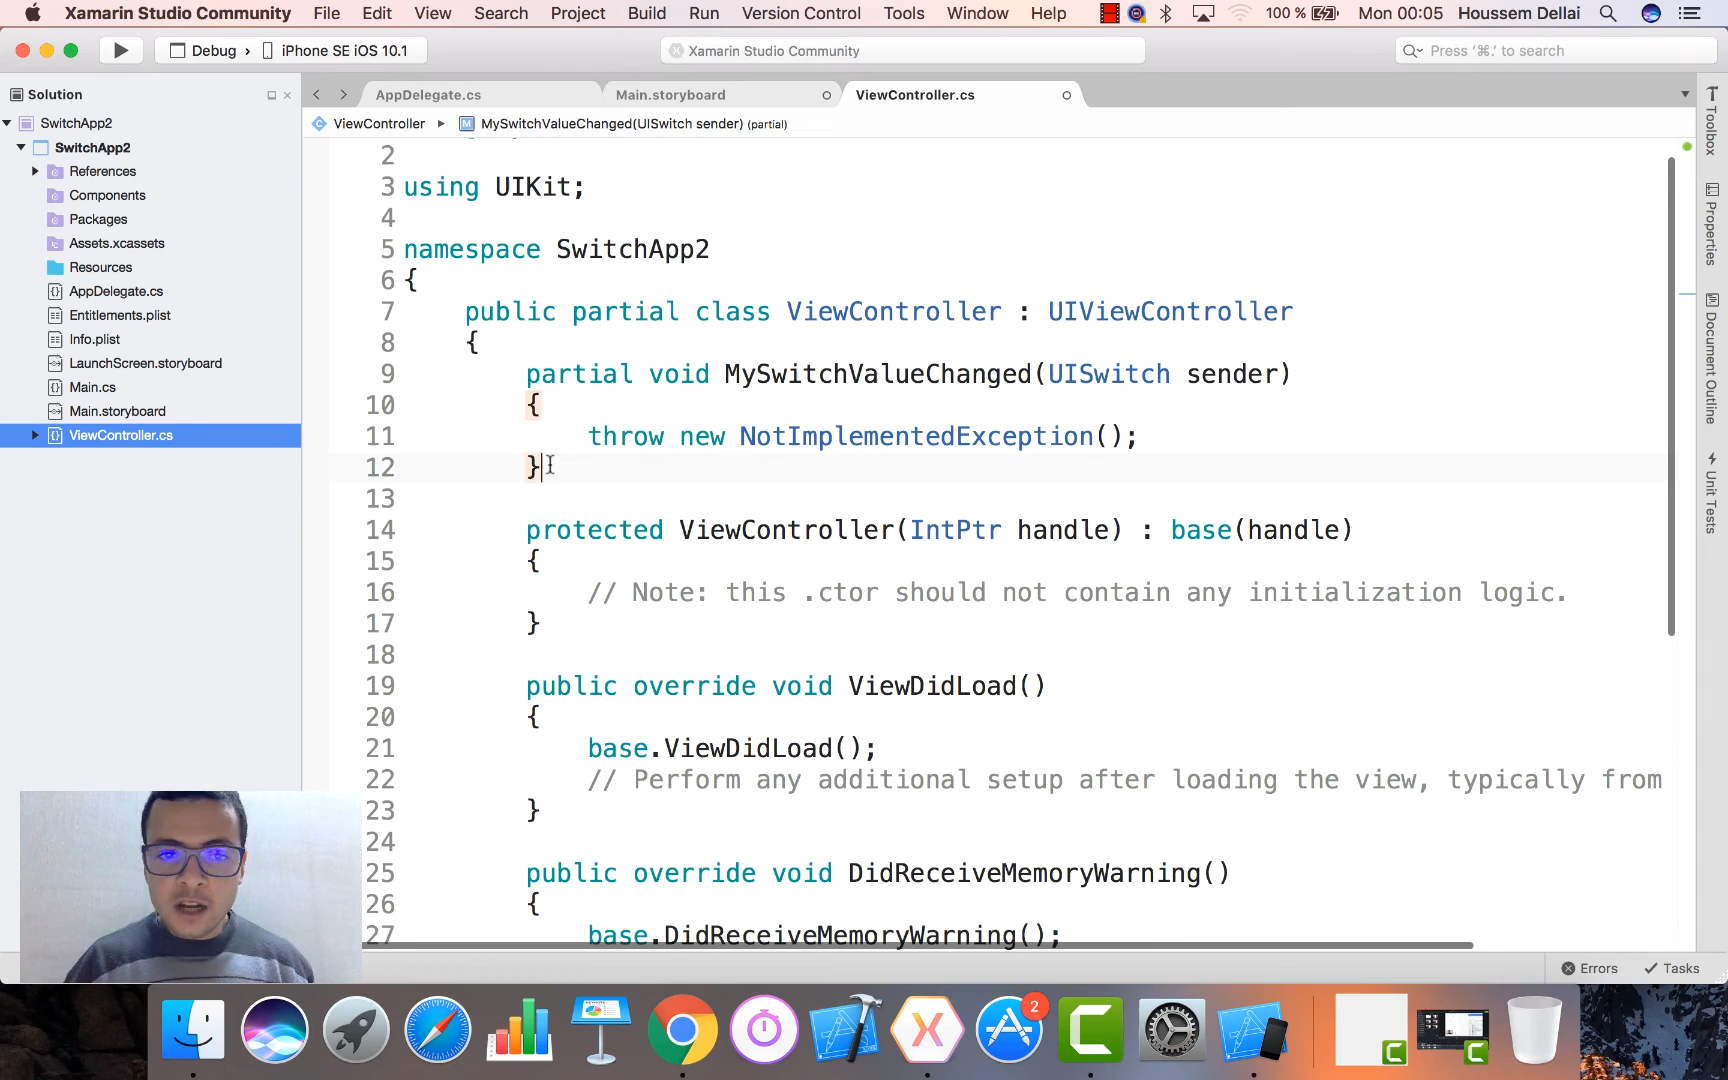 Xamarin Studio Community File Edit View Search Project Build Run Version Control Tools Window Help 100 % Mon 00:05 Houssem Dellai
Debug › iPhone SE iOS 10.1 Xamarin Studio Community Press '⌘.' to search
Solution
SwitchApp2
SwitchApp2
References
Components
Packages
Assets.xcassets
Resources
AppDelegate.cs
Entitlements.plist
Info.plist
LaunchScreen.storyboard
Main.cs
Main.storyboard
ViewController.cs
AppDelegate.cs Main.storyboard ViewController.cs
ViewController ▸ MySwitchValueChanged(UISwitch sender) (partial)
2
3 using UIKit;
4
5 namespace SwitchApp2
6 {
7 public partial class ViewController : UIViewController
8 {
9 partial void MySwitchValueChanged(UISwitch sender)
10 {
11 throw new NotImplementedException();
12 }
13
14 protected ViewController(IntPtr handle) : base(handle)
15 {
16 // Note: this .ctor should not contain any initialization logic.
17 }
18
19 public override void ViewDidLoad()
20 {
21 base.ViewDidLoad();
22 // Perform any additional setup after loading the view, typically from
23 }
24
25 public override void DidReceiveMemoryWarning()
26 {
27 base.DidReceiveMemoryWarning();
Toolbox
Properties
Document Outline
Unit Tests
Errors Tasks
KEYNOTE
2